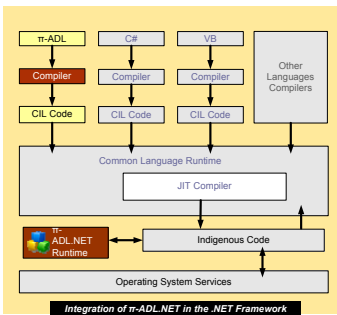 π-ADL
C#
VB
Other
Languages
Compilers
Compiler
Compiler
Compiler
CIL Code
CIL Code
CIL Code
Common Language Runtime
JIT Compiler
π-
ADL.NET
Runtime
Indigenous Code
Operating System Services
Integration of π-ADL.NET in the .NET Framework